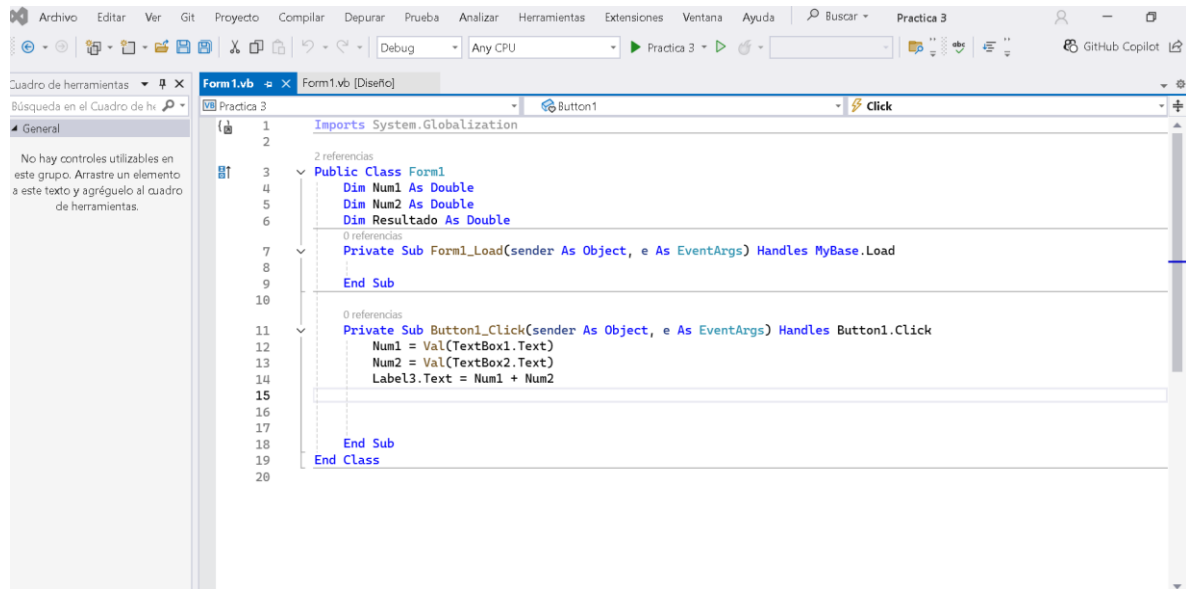 Archivo Editar Ver Git Proyecto Compilar Depurar Prueba Analizar Herramientas Extensiones Ventana Ayuda Buscar Practica 3
Debug Any CPU Practica 3 abc GitHub Copilot
Cuadro de herramientas Form1.vb Form1.vb [Diseño]
Búsqueda en el Cuadro de he VB Practica 3 Button1 Click
General
No hay controles utilizables en
este grupo. Arrastre un elemento
a este texto y agréguelo al cuadro
de herramientas.
1 Imports System.Globalization
2
2 referencias
3 Public Class Form1
4 Dim Num1 As Double
5 Dim Num2 As Double
6 Dim Resultado As Double
0 referencias
7 Private Sub Form1_Load(sender As Object, e As EventArgs) Handles MyBase.Load
8
9 End Sub
10
0 referencias
11 Private Sub Button1_Click(sender As Object, e As EventArgs) Handles Button1.Click
12 Num1 = Val(TextBox1.Text)
13 Num2 = Val(TextBox2.Text)
14 Label3.Text = Num1 + Num2
15
16
17
18 End Sub
19 End Class
20